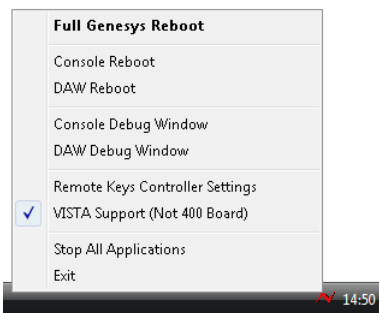 Full Genesys Reboot
Console Reboot
DAW Reboot
Console Debug Window
DAW Debug Window
Remote Keys Controller Settings
VISTA Support (Not 400 Board)
Stop All Applications
Exit
14:50